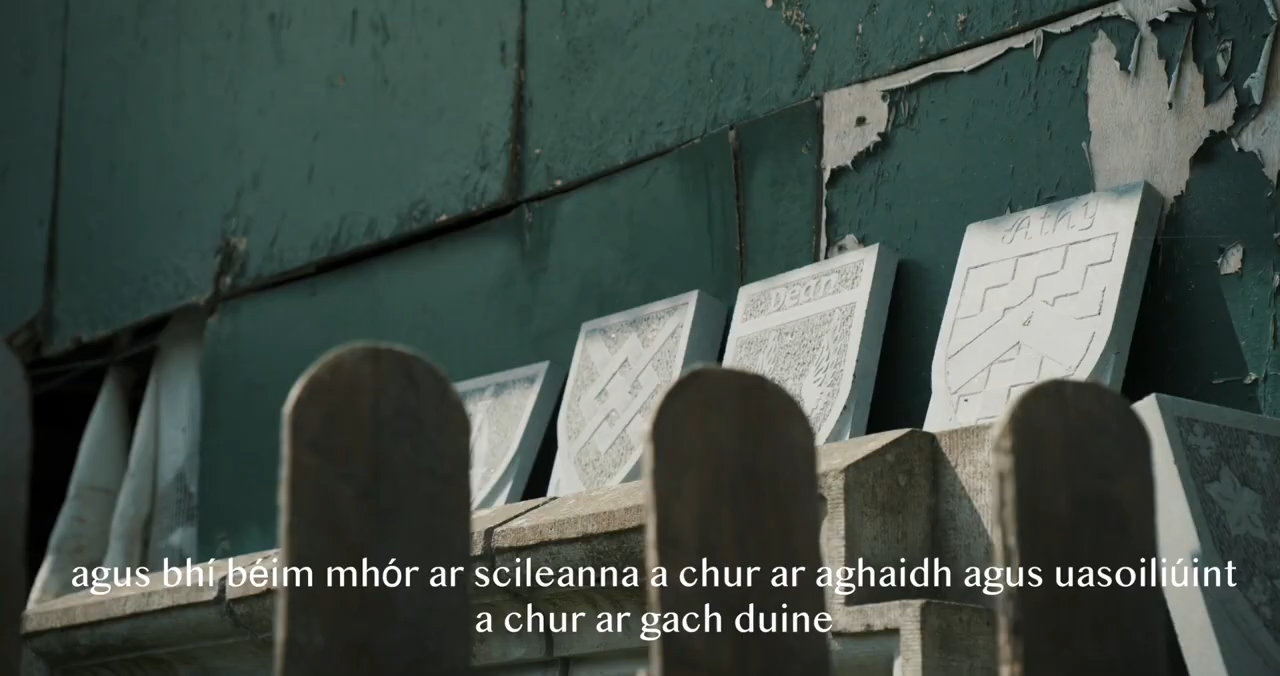 Athy
Dean
agus bhí béim mhór ar scileanna a chur ar aghaidh agus uasoiliúint
a chur ar gach duine